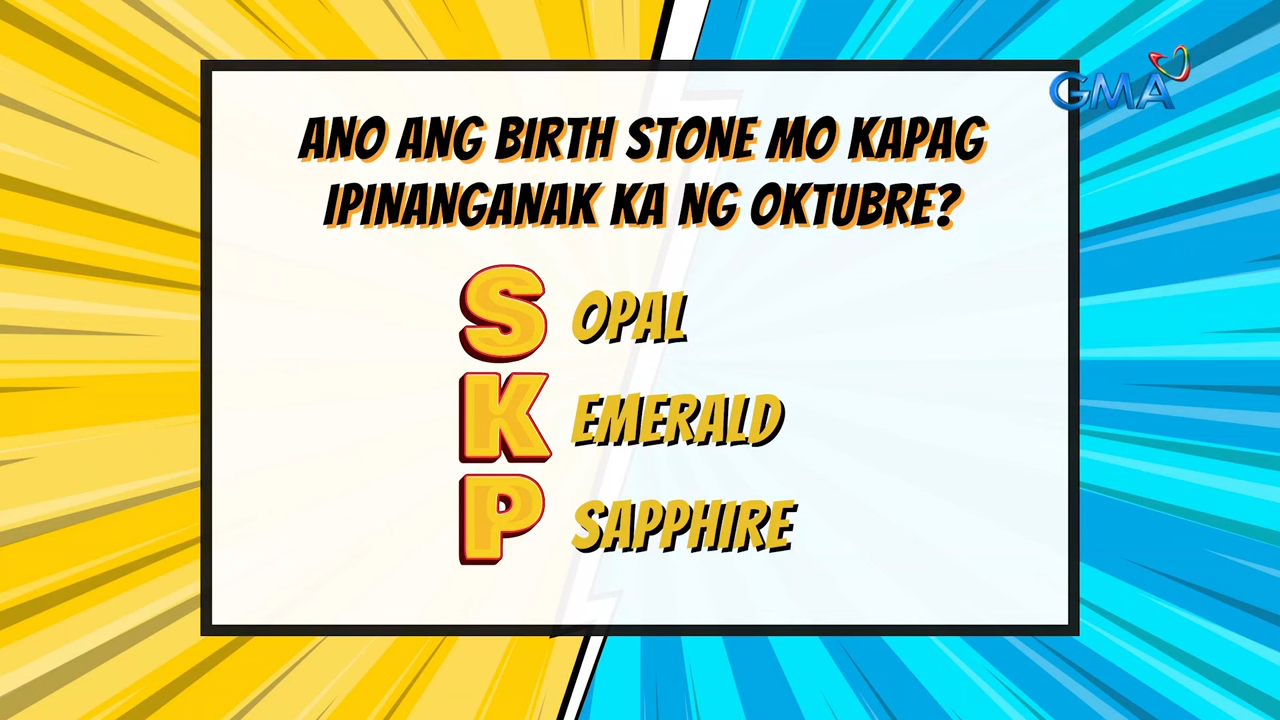 GMA
ANO ANG BIRTH STONE MO KAPAG
IPINANGANAK KA NG OKTUBRE?
S OPAL
K EMERALD
P SAPPHIRE